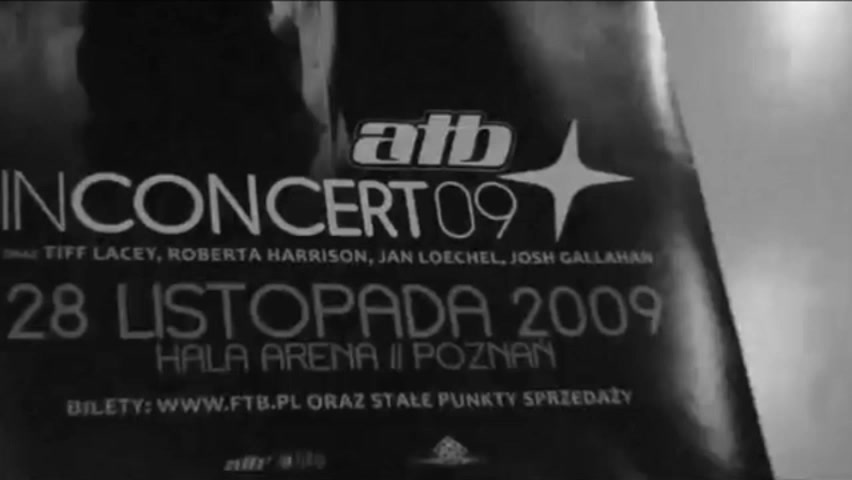 atb
INCONCERT09
ORAZ TIFF LACEY, ROBERTA HARRISON, JAN LOECHEL, JOSH GALLAHAN
28 LISTOPADA 2009
HALA ARENA // POZNAŃ
BILETY: WWW.FTB.PL ORAZ STAŁE PUNKTY SPRZEDAŻY